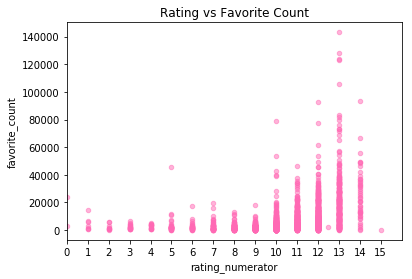 Rating vs Favorite Count
140000
120000
100000
80000
60000
40000
20000
0
favorite_count
0 1 2 3 4 5 6 7 8 9 10 11 12 13 14 15
rating_numerator